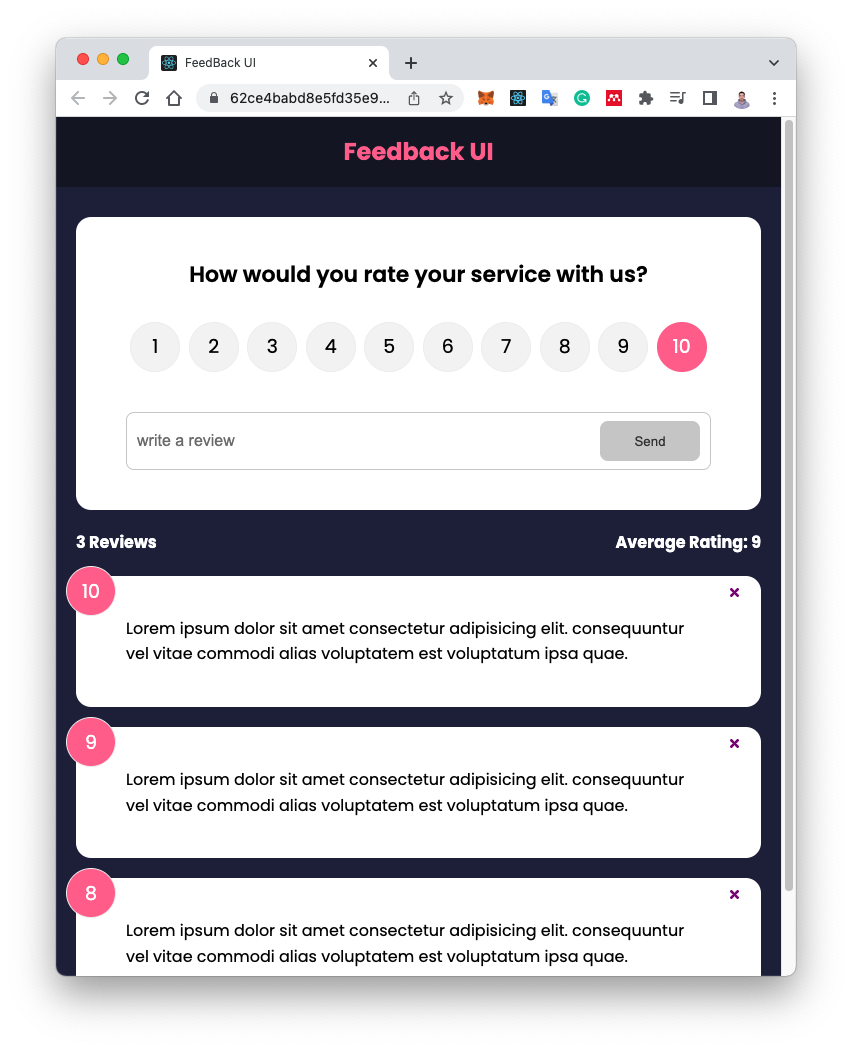 FeedBack UI
62ce4babd8e5fd35e9...
Feedback UI
How would you rate your service with us?
1 2 3 4 5 6 7 8 9 10
write a review Send
3 Reviews Average Rating: 9
10
Lorem ipsum dolor sit amet consectetur adipisicing elit. consequuntur
vel vitae commodi alias voluptatem est voluptatum ipsa quae.
9
Lorem ipsum dolor sit amet consectetur adipisicing elit. consequuntur
vel vitae commodi alias voluptatem est voluptatum ipsa quae.
8
Lorem ipsum dolor sit amet consectetur adipisicing elit. consequuntur
vel vitae commodi alias voluptatem est voluptatum ipsa quae.